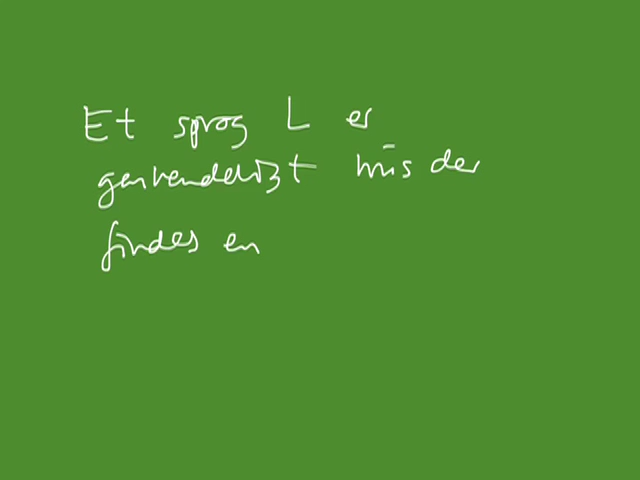 Et sprog L er
genkendeligt hvis der
findes en